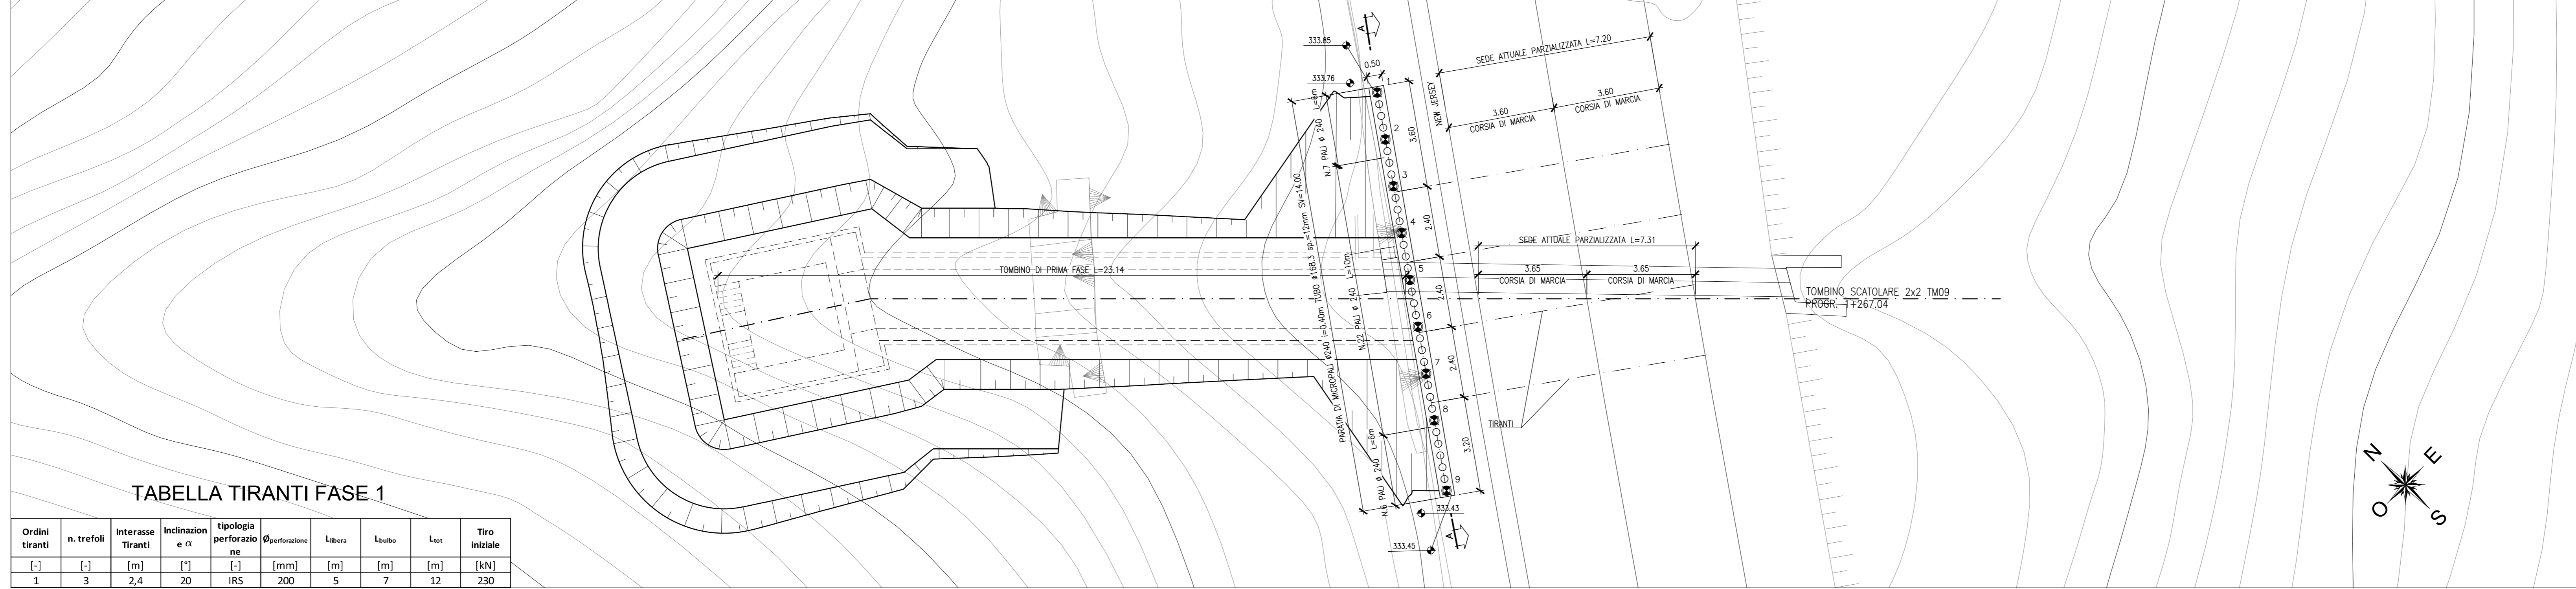 333.85
A
0.50
333.76
SEDE ATTUALE PARZIALIZZATA L=7.20
3.60
CORSIA DI MARCIA
3.60
CORSIA DI MARCIA
NEW JERSEY
1
2
3
4
5
6
7
8
9
3.60
2.40
2.40
2.40
3.20
N.7 PALI ø 240 L=6m
N.22 PALI ø 240 L=10m
N.6 PALI ø 240 L=6m
PARATIA DI MICROPALI ø240 i=0.40m TUBO ø168.3 sp.=12mm SV=14.00
TOMBINO DI PRIMA FASE L=23.14
SEDE ATTUALE PARZIALIZZATA L=7.31
3.65
CORSIA DI MARCIA
3.65
CORSIA DI MARCIA
TOMBINO SCATOLARE 2x2 TM09
PROGR. 1+267.04
TIRANTI
333.43
A
333.45
N
E
O
S
TABELLA TIRANTI FASE 1
Ordini tiranti n. trefoli Interasse Tiranti Inclinazion e α tipologia perforazio ne Øperforazione Llibera Lbulbo Ltot Tiro iniziale
[-] [-] [m] [°] [-] [mm] [m] [m] [m] [kN]
1 3 2,4 20 IRS 200 5 7 12 230